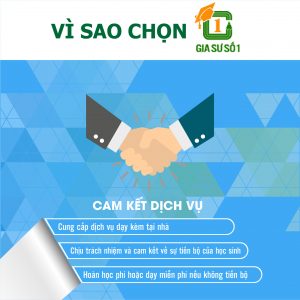 VÌ SAO CHỌN
1
GIA SƯ SỐ 1
CAM KẾT DỊCH VỤ
Cung cấp dịch vụ dạy kèm tại nhà
Chịu trách nhiệm và cam kết về sự tiến bộ của học sinh
Hoàn học phí hoặc dạy miễn phí nếu không tiến bộ